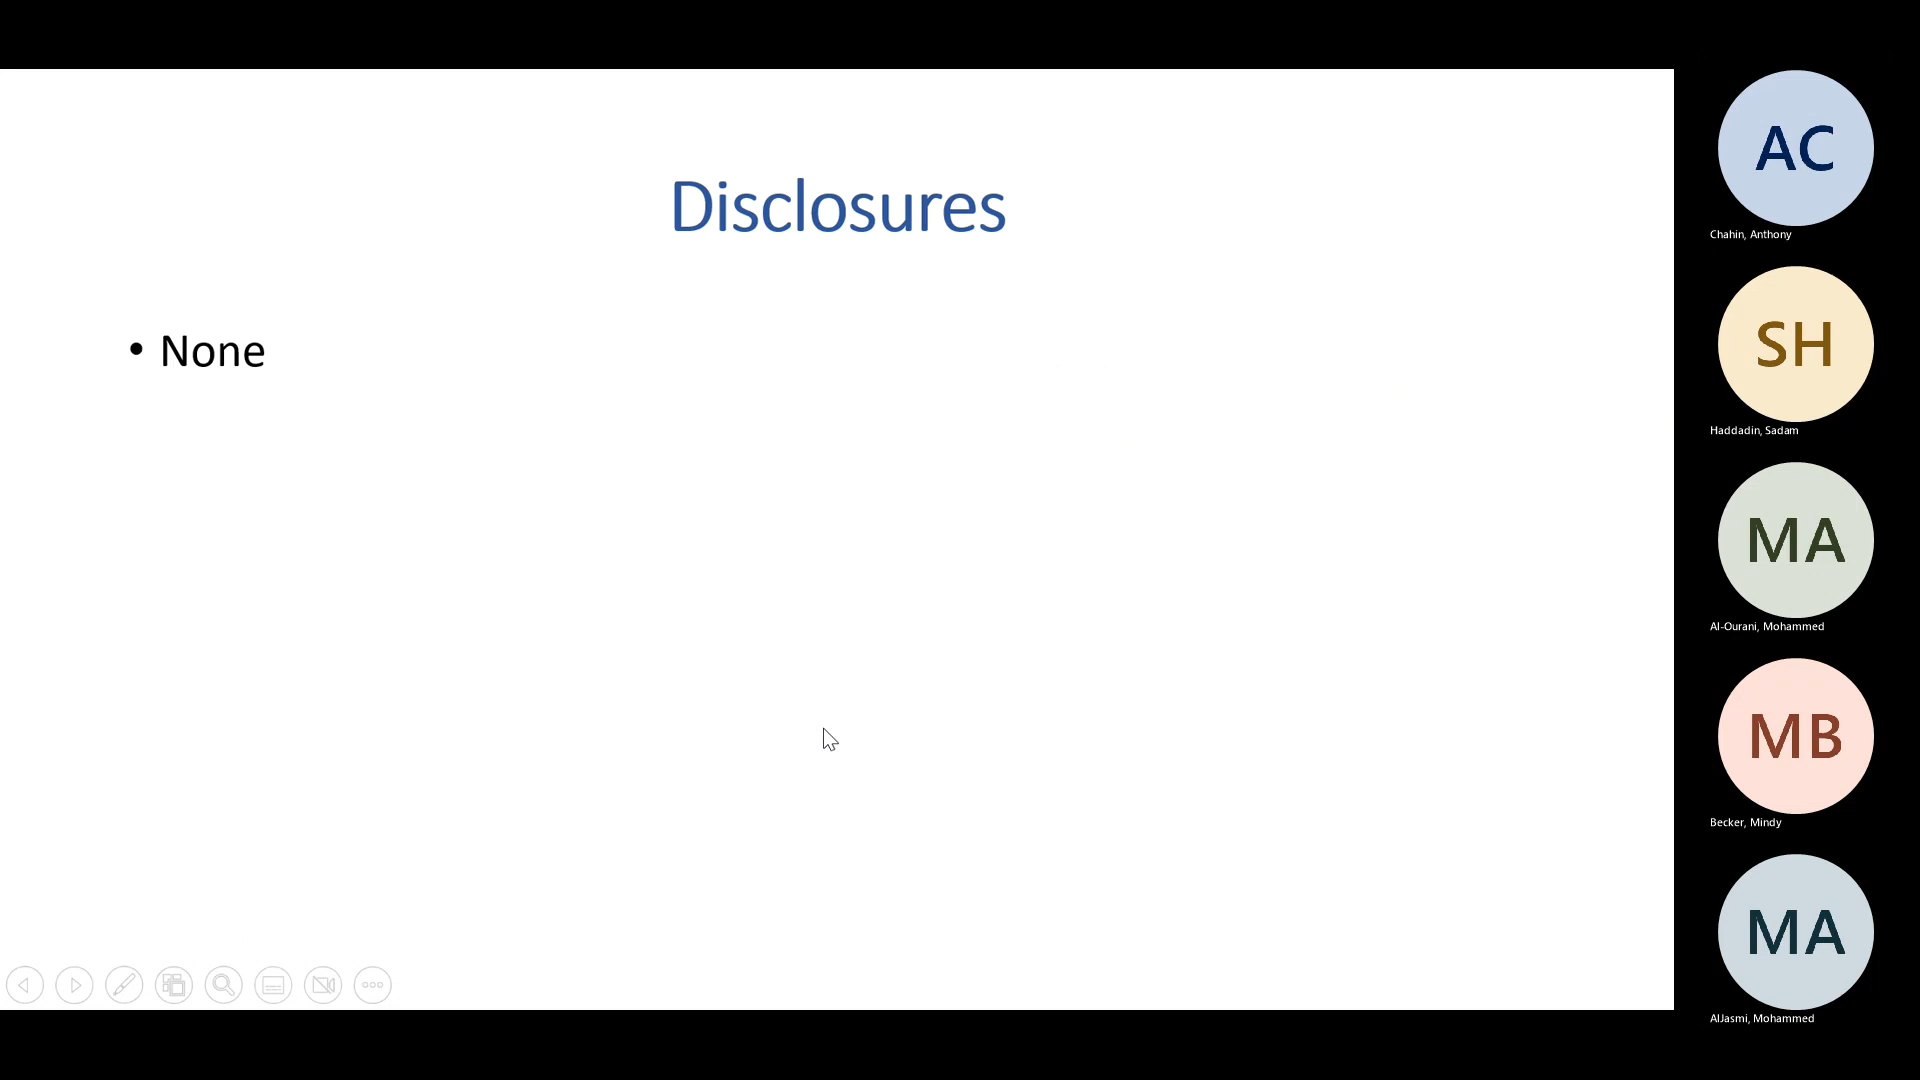 Disclosures
• None
AC
Chahin, Anthony
SH
Haddadin, Sadam
MA
Al-Ourani, Mohammed
MB
Becker, Mindy
MA
AlJasmi, Mohammed